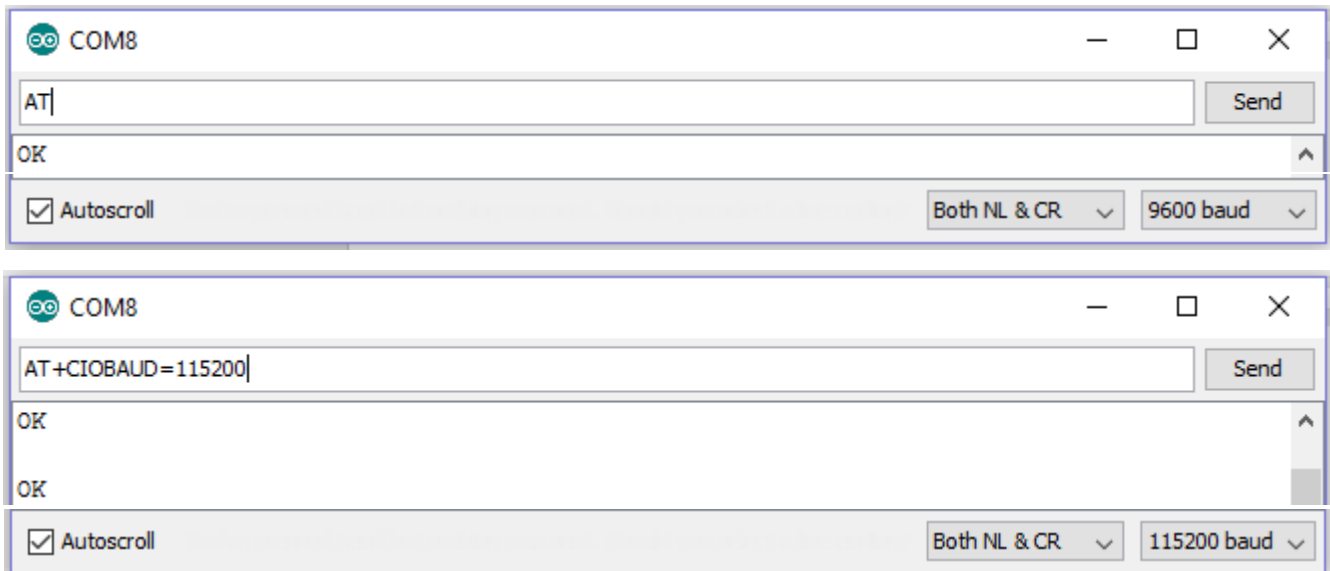 COM8
AT
Send
OK
Autoscroll
Both NL & CR
9600 baud
COM8
AT+CIOBAUD=115200
Send
OK
OK
Autoscroll
Both NL & CR
115200 baud